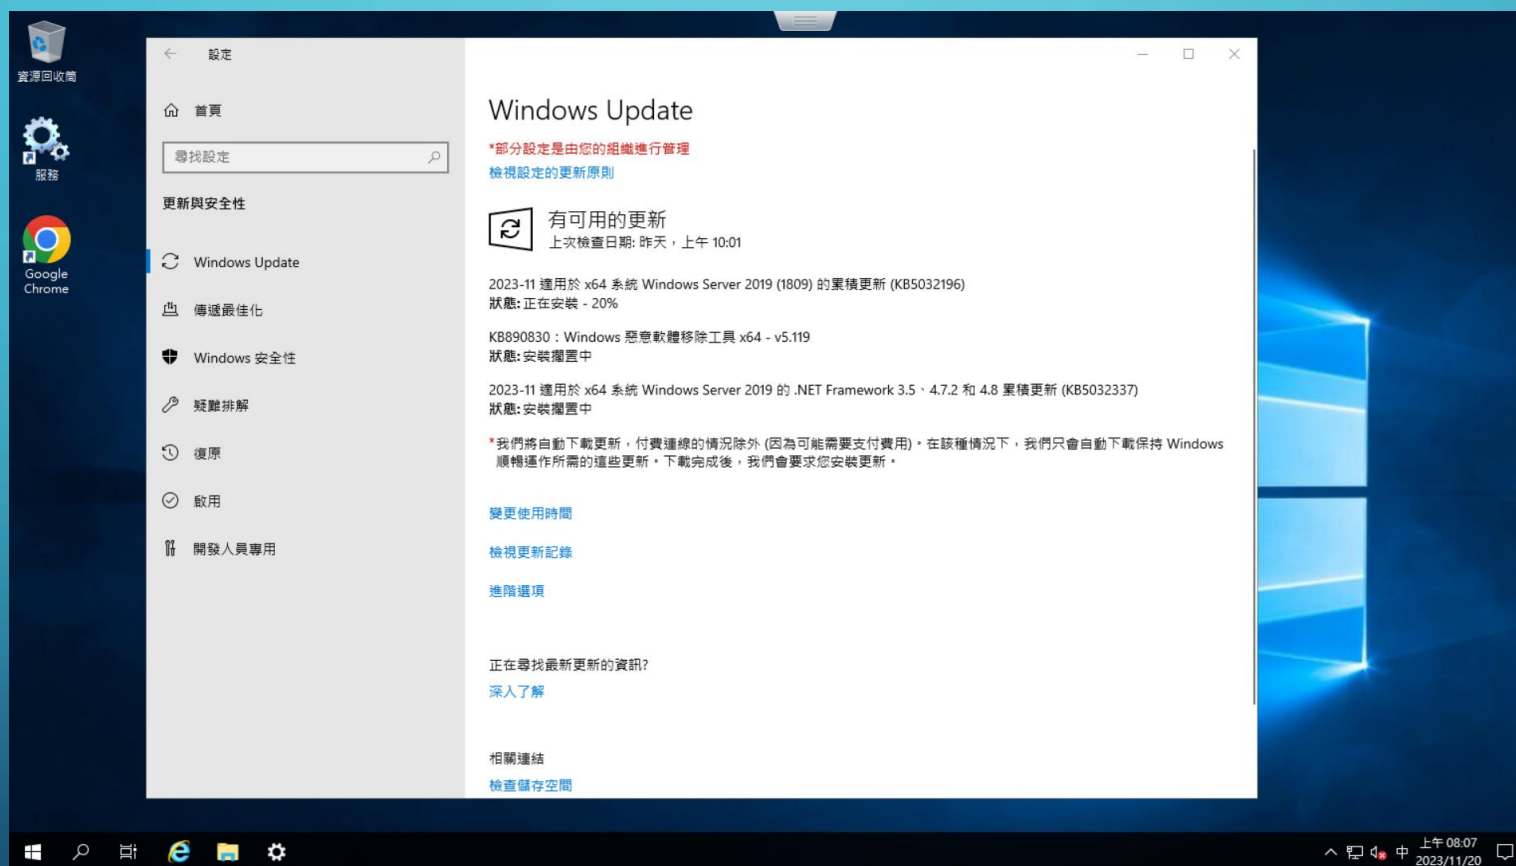 資源回收筒
服務
Google
Chrome
設定
首頁
尋找設定
更新與安全性
Windows Update
傳遞最佳化
Windows 安全性
疑難排解
復原
啟用
開發人員專用
Windows Update
*部分設定是由您的組織進行管理
檢視設定的更新原則
有可用的更新
上次檢查日期: 昨天，上午 10:01
2023-11 適用於 x64 系統 Windows Server 2019 (1809) 的累積更新 (KB5032196)
狀態: 正在安裝 - 20%
KB890830：Windows 惡意軟體移除工具 x64 - v5.119
狀態: 安裝擱置中
2023-11 適用於 x64 系統 Windows Server 2019 的 .NET Framework 3.5、4.7.2 和 4.8 累積更新 (KB5032337)
狀態: 安裝擱置中
*我們將自動下載更新，付費連線的情況除外 (因為可能需要支付費用)。在該種情況下，我們只會自動下載保持 Windows
順暢運作所需的這些更新。下載完成後，我們會要求您安裝更新。
變更使用時間
檢視更新記錄
進階選項
正在尋找最新更新的資訊?
深入了解
相關連結
檢查儲存空間
中
上午 08:07
2023/11/20